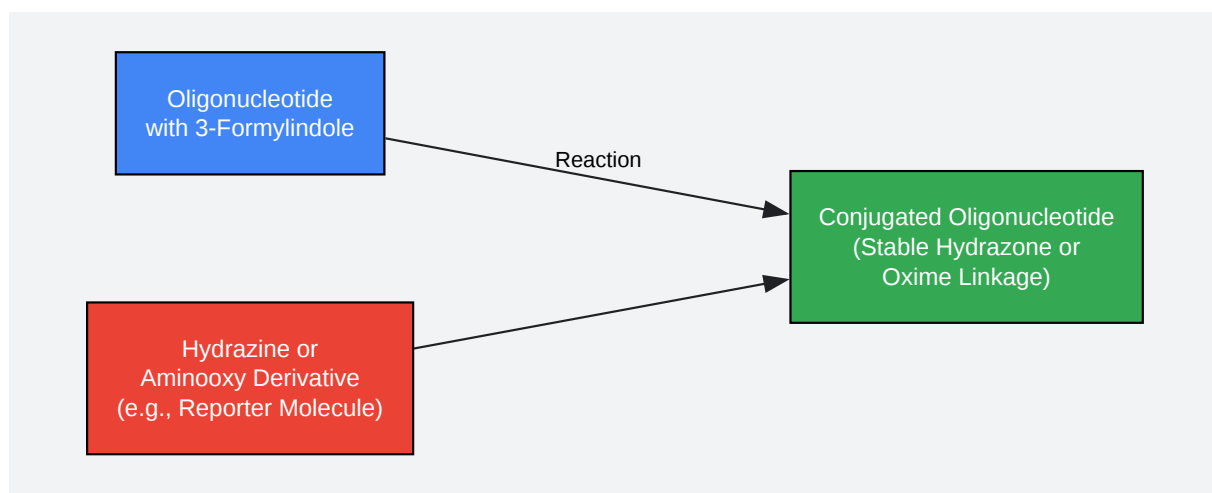 Oligonucleotide
with 3-Formylindole
Reaction
Conjugated Oligonucleotide
(Stable Hydrazone or
Oxime Linkage)
Hydrazine or
Aminooxy Derivative
(e.g., Reporter Molecule)